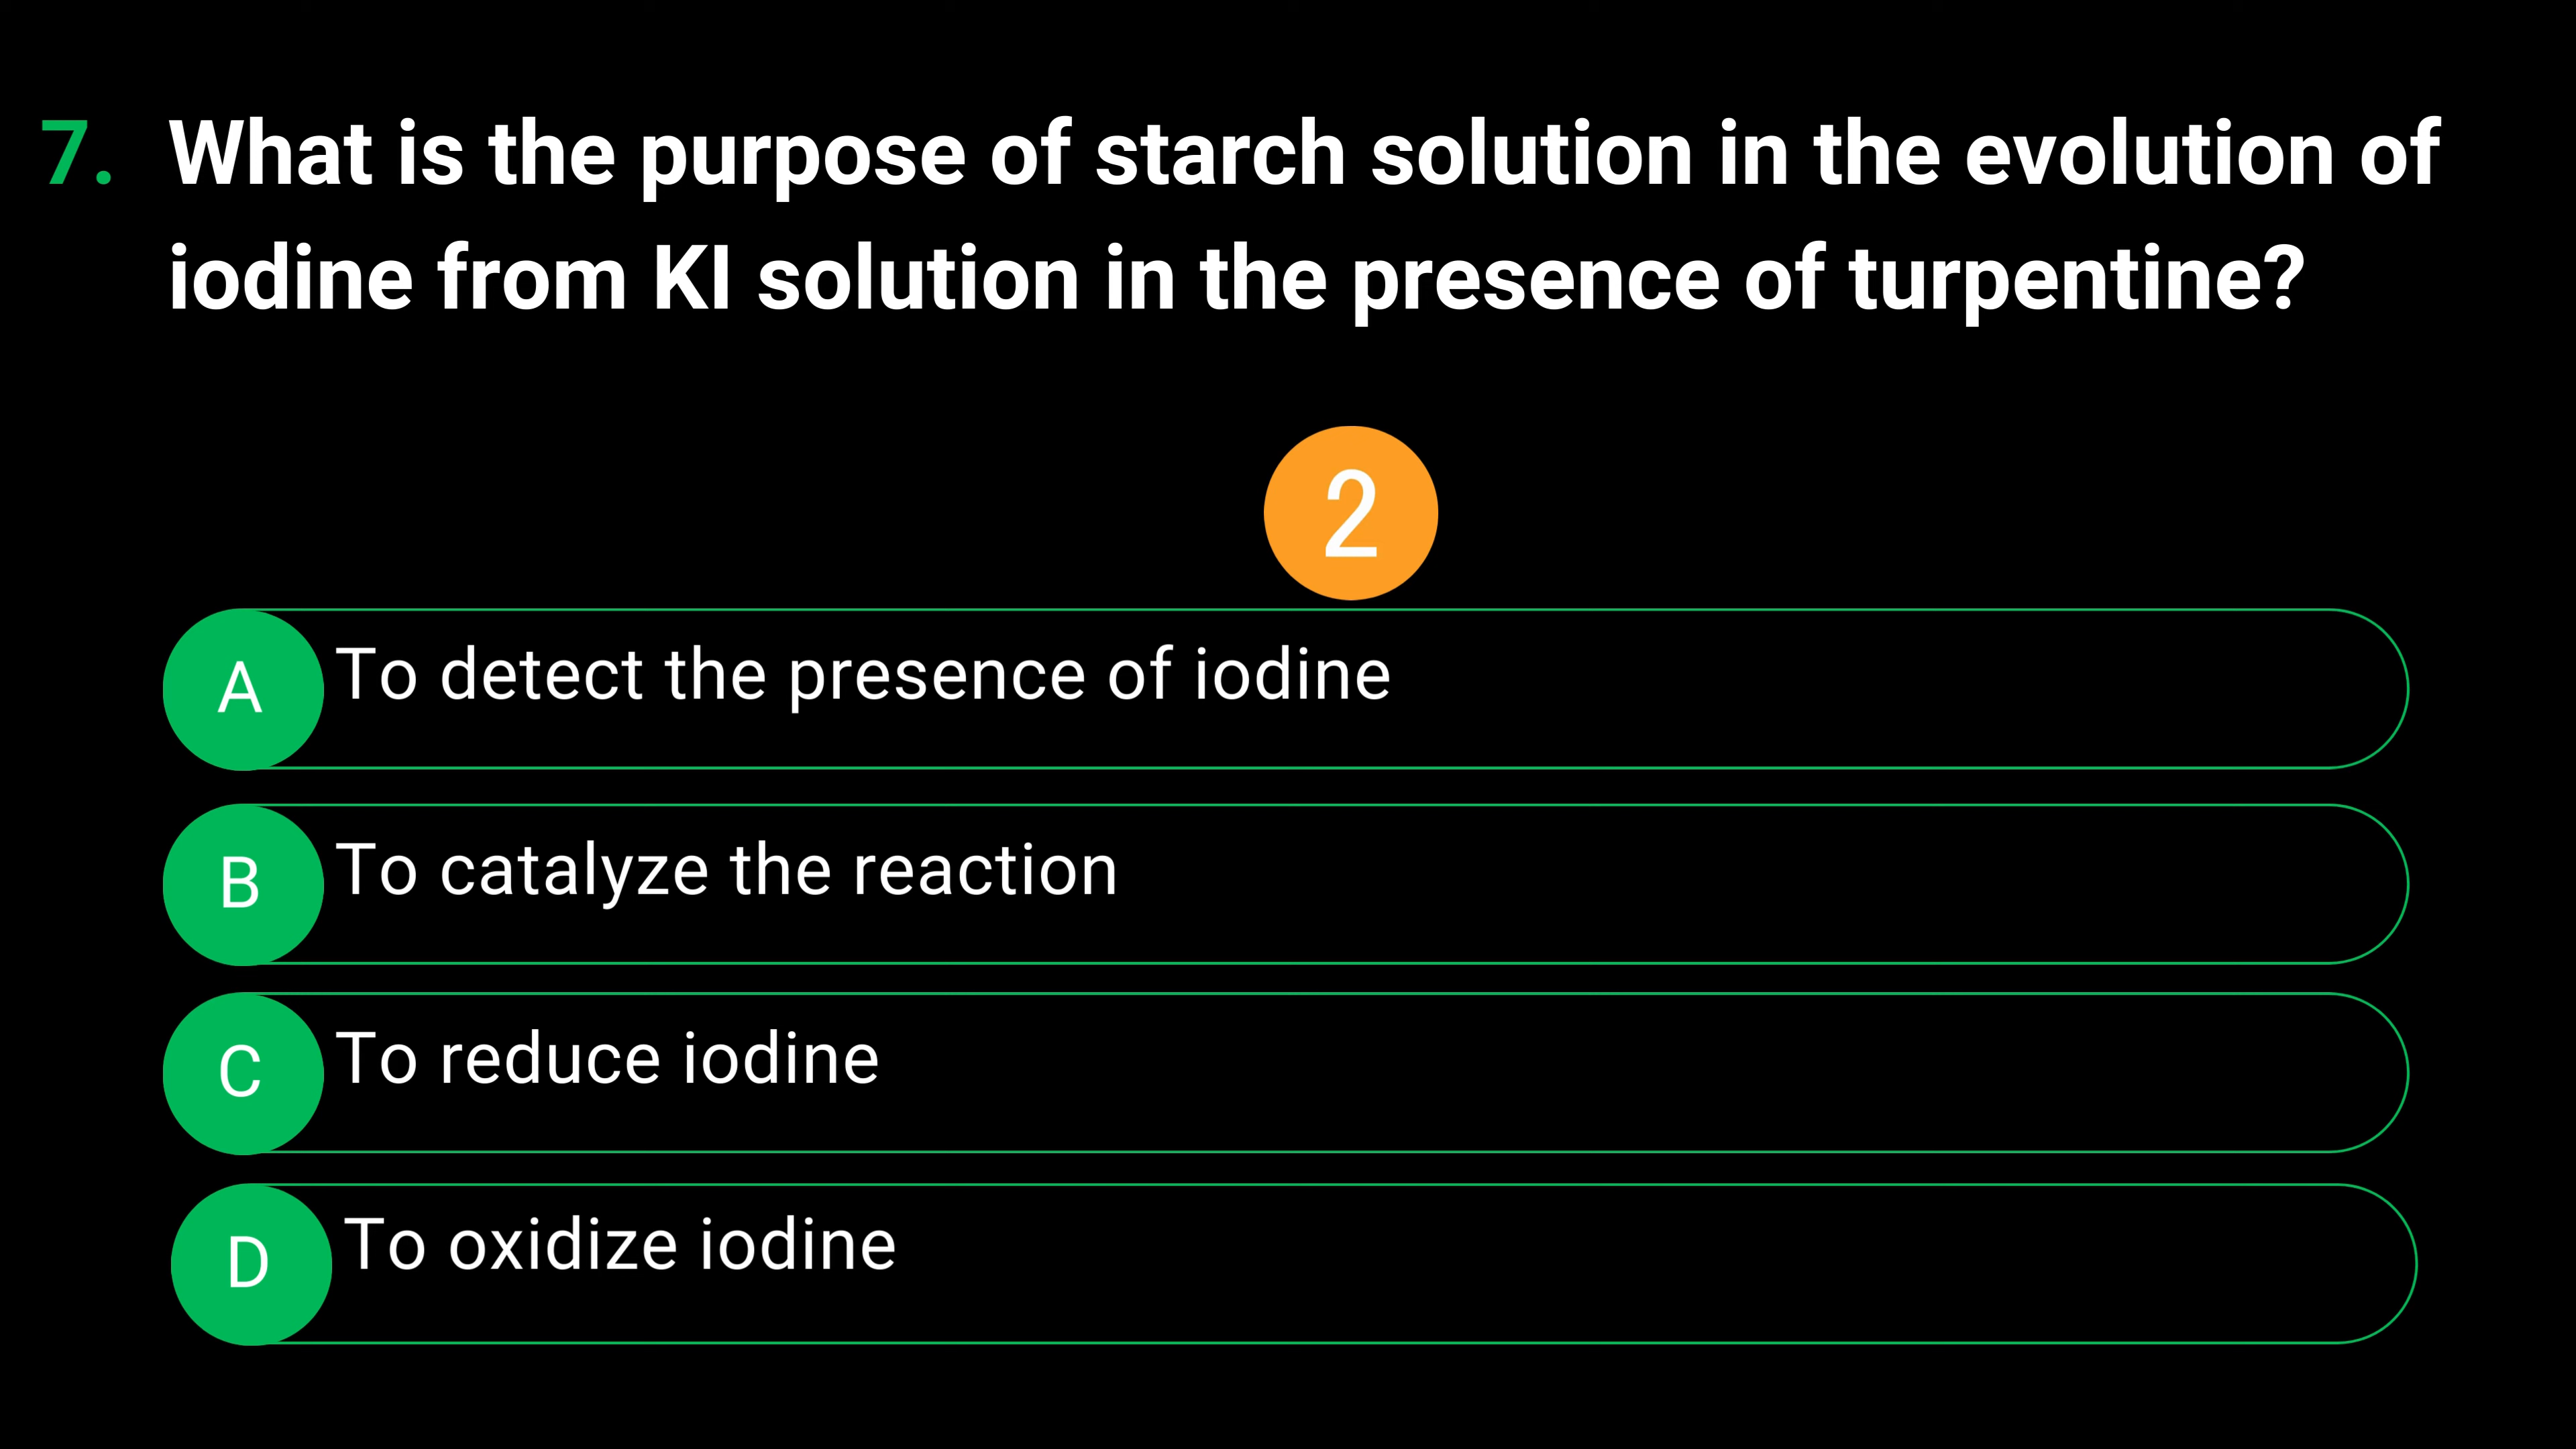 7. What is the purpose of starch solution in the evolution of
iodine from KI solution in the presence of turpentine?
2
A To detect the presence of iodine
B To catalyze the reaction
C To reduce iodine
D To oxidize iodine